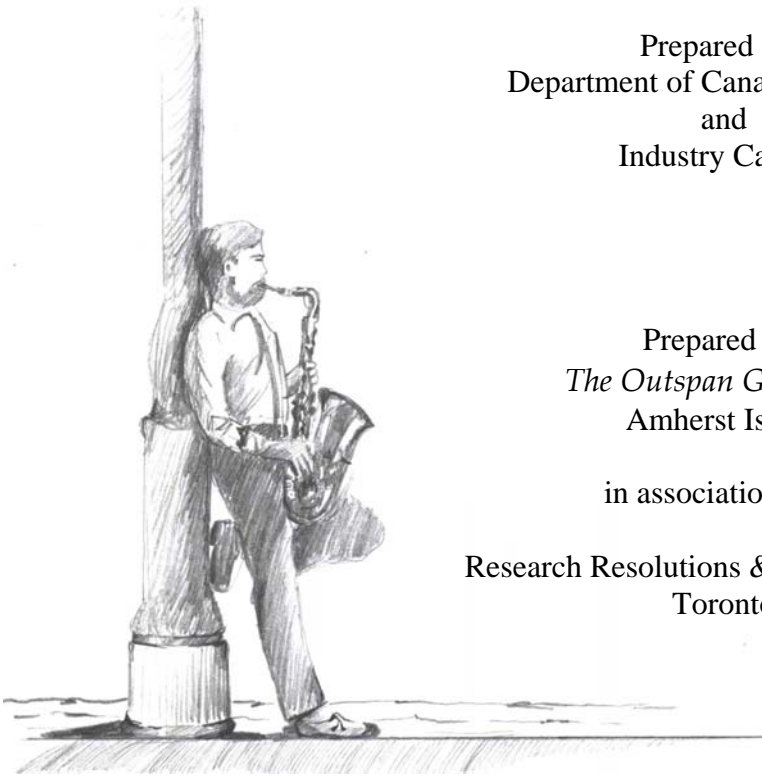 Prepared
Department of Cana
and
Industry Ca
Prepared
The Outspan G
Amherst Is
in associatio
Research Resolutions &
Toronto